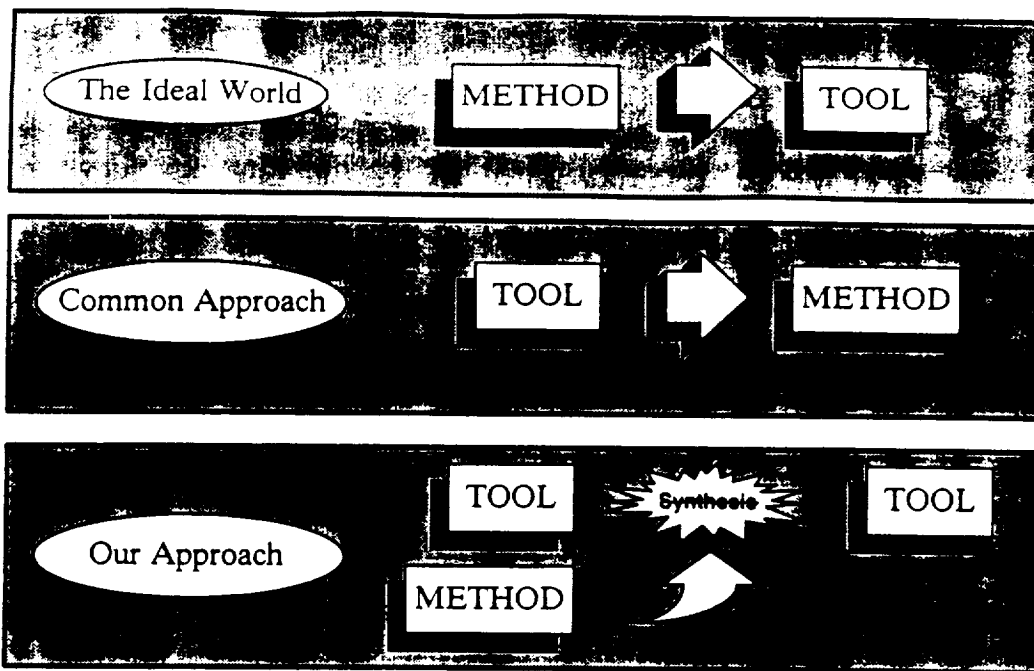 The Ideal World METHOD TOOL
Common Approach TOOL METHOD
TOOL Synthesis TOOL
Our Approach
METHOD